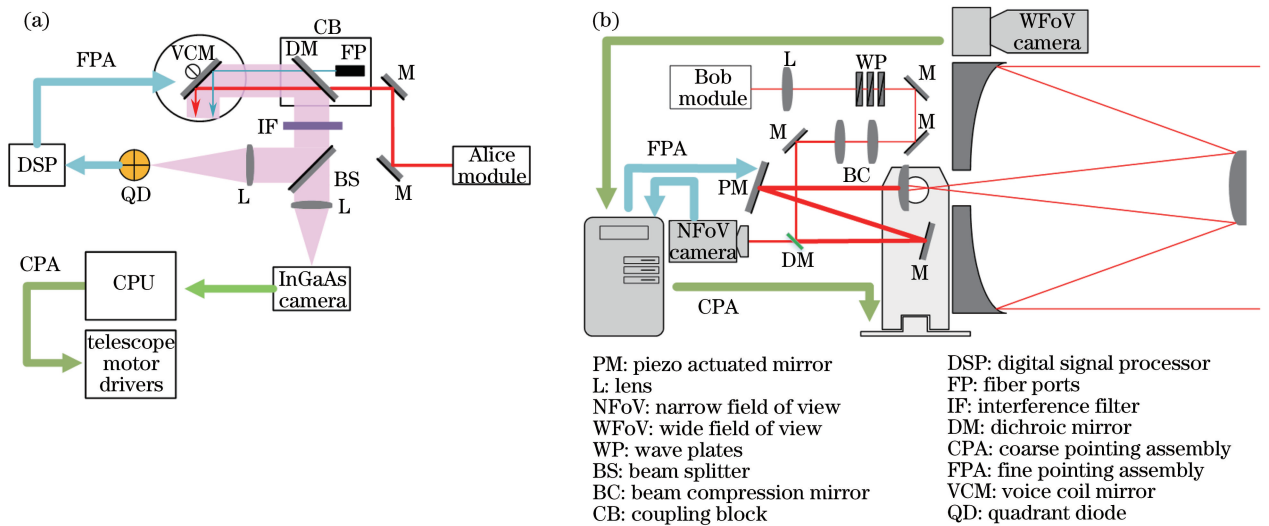 (a)
CB
DM
FP
VCM
FPA
M
IF
DSP
QD
L
BS
M
Alice
module
L
CPA
CPU
InGaAs
camera
telescope
motor
drivers
(b)
WFoV
camera
Bob
module
L
WP
M
M
M
BC
FPA
PM
NFoV
camera
DM
M
CPA
PM: piezo actuated mirror
L: lens
NFoV: narrow field of view
WFoV: wide field of view
WP: wave plates
BS: beam splitter
BC: beam compression mirror
CB: coupling block
DSP: digital signal processor
FP: fiber ports
IF: interference filter
DM: dichroic mirror
CPA: coarse pointing assembly
FPA: fine pointing assembly
VCM: voice coil mirror
QD: quadrant diode